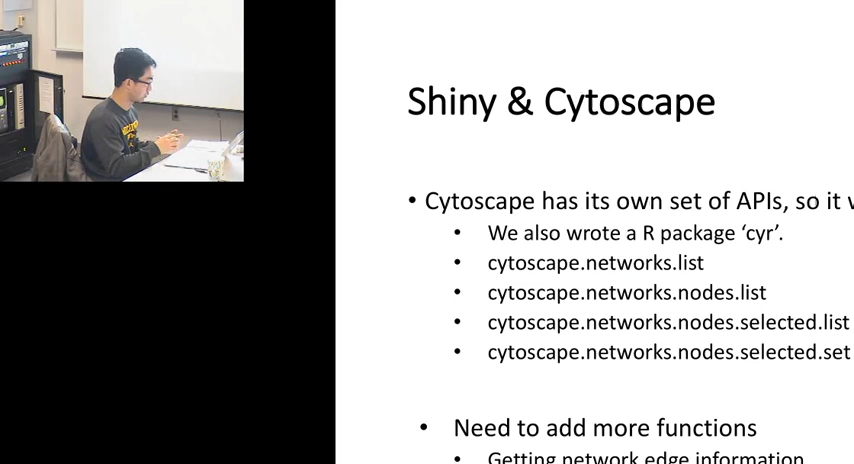 Shiny & Cytoscape
• Cytoscape has its own set of APIs, so it w
• We also wrote a R package ‘cyr’.
• cytoscape.networks.list
• cytoscape.networks.nodes.list
• cytoscape.networks.nodes.selected.list
• cytoscape.networks.nodes.selected.set
• Need to add more functions
• Getting network edge information